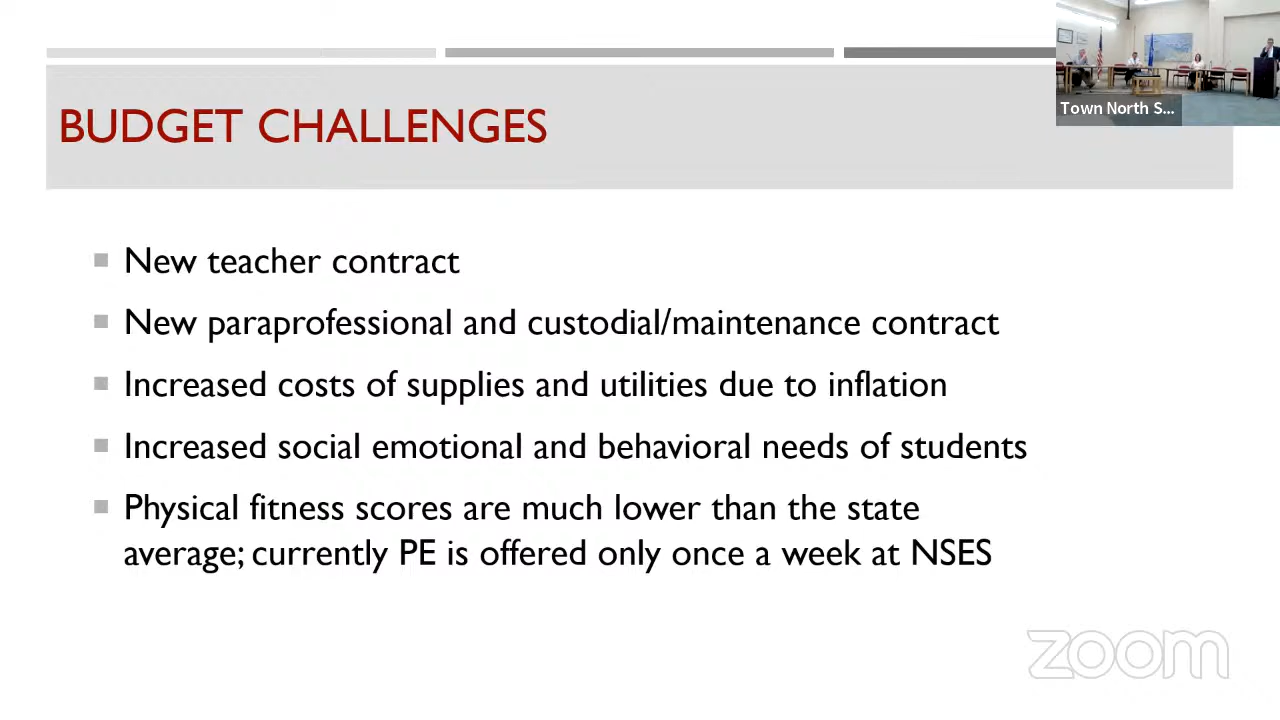 Town North S...
BUDGET CHALLENGES
New teacher contract
New paraprofessional and custodial/maintenance contract
Increased costs of supplies and utilities due to inflation
Increased social emotional and behavioral needs of students
Physical fitness scores are much lower than the state
average; currently PE is offered only once a week at NSES
zoom